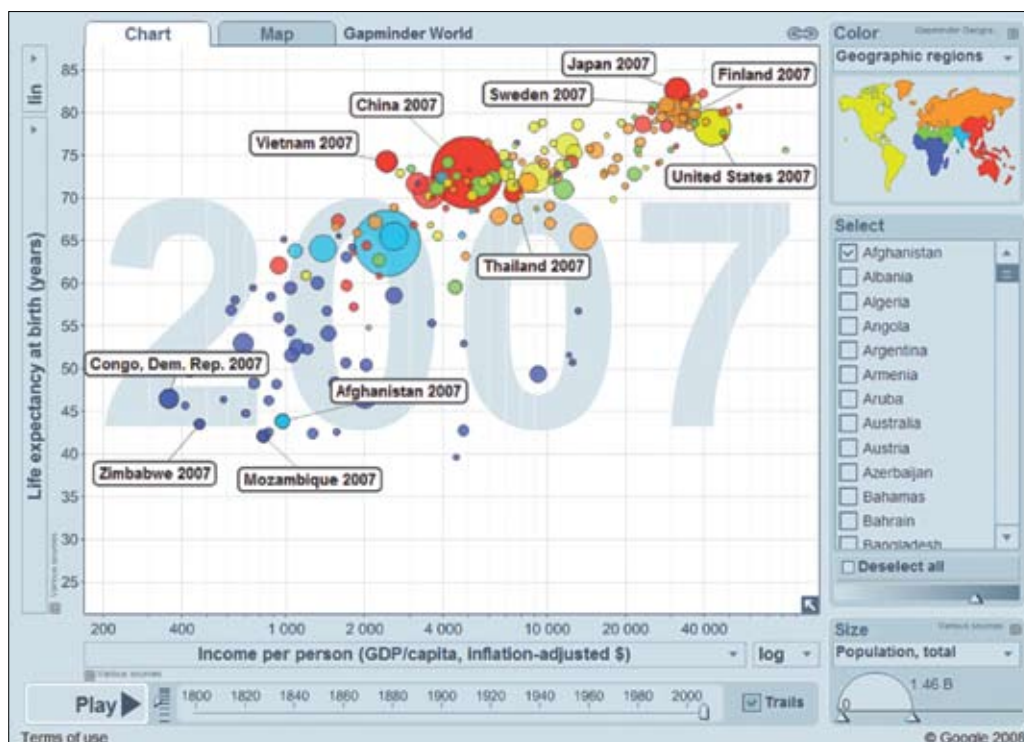 Chart
Map
Gapminder World
Color
Geographic regions
lin
Life expectancy at birth (years)
85
80
75
70
65
60
55
50
45
40
35
30
25
2007
Japan 2007
Finland 2007
Sweden 2007
China 2007
Vietnam 2007
United States 2007
Thailand 2007
Congo, Dem. Rep. 2007
Afghanistan 2007
Zimbabwe 2007
Mozambique 2007
Select
Afghanistan
Albania
Algeria
Angola
Argentina
Armenia
Aruba
Australia
Austria
Azerbaijan
Bahamas
Bahrain
Bangladesh
Deselect all
200 400 1 000 2 000 4 000 10 000 20 000 40 000
Income per person (GDP/capita, inflation-adjusted $)
log
Various sources
Size
Various sources
Population, total
1.46 B
0
Play
1800 1820 1840 1860 1880 1900 1920 1940 1960 1980 2000
Trails
Terms of use
© Google 2008